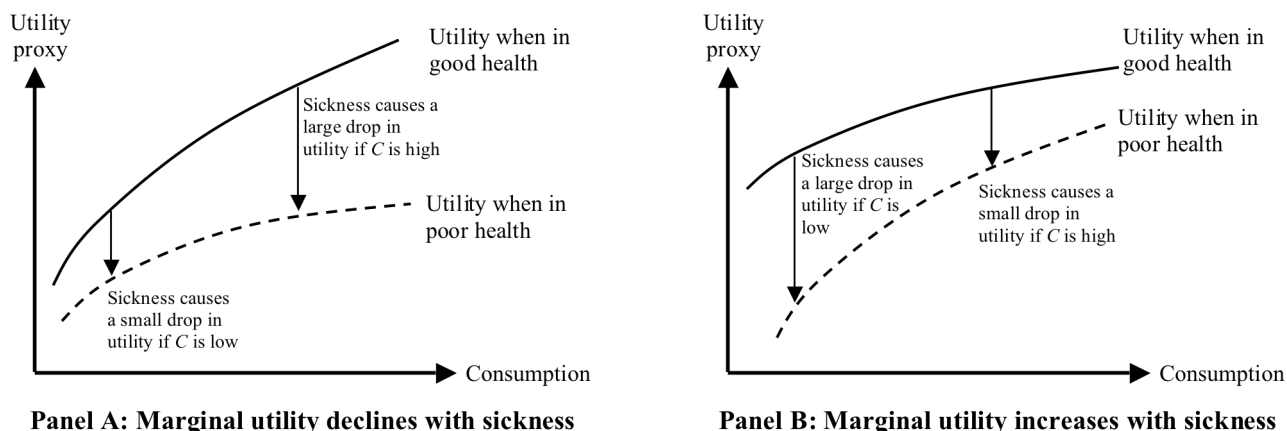 Utility
proxy
Utility when in
good health
Sickness causes a
large drop in
utility if C is high
Utility when in
poor health
Sickness causes
a small drop in
utility if C is low
Consumption
Panel A: Marginal utility declines with sickness
Utility
proxy
Utility when in
good health
Utility when in
poor health
Sickness causes
a large drop in
utility if C is
low
Sickness causes a
small drop in
utility if C is high
Consumption
Panel B: Marginal utility increases with sickness